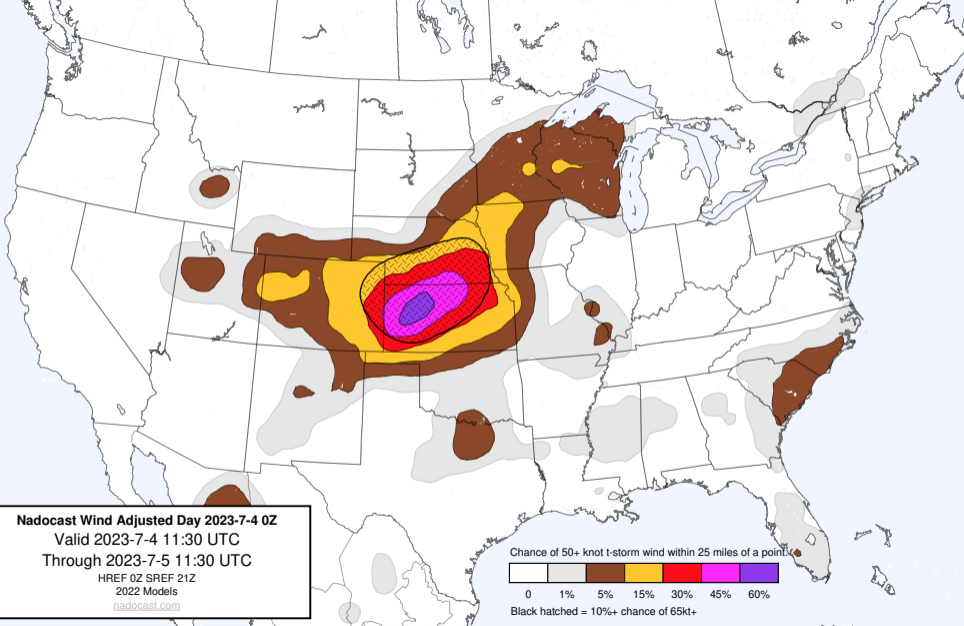 Nadocast Wind Adjusted Day 2023-7-4 0Z
Valid 2023-7-4 11:30 UTC
Through 2023-7-5 11:30 UTC
HREF 0Z SREF 21Z
2022 Models
nadocast.com
Chance of 50+ knot t-storm wind within 25 miles of a point.
0 1% 5% 15% 30% 45% 60%
Black hatched = 10%+ chance of 65kt+